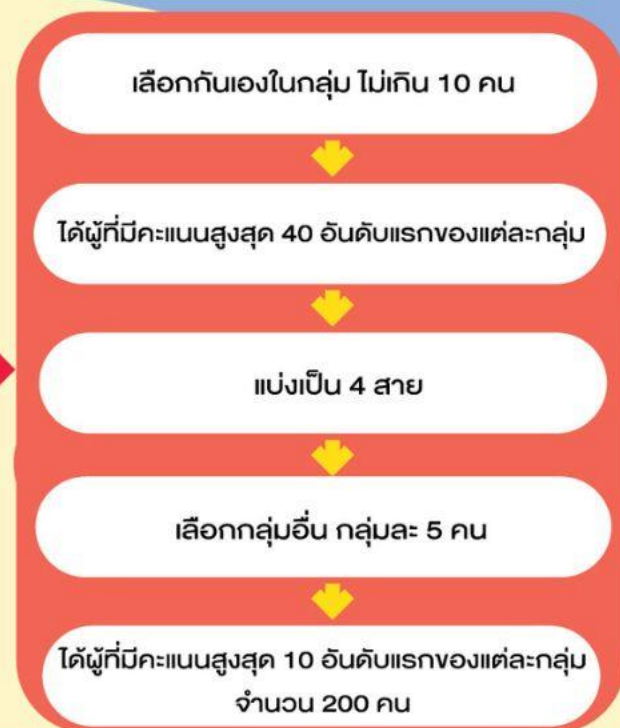 เลือกกันเองในกลุ่ม ไม่เกิน 10 คน
ได้ผู้ที่มีคะแนนสูงสุด 40 อันดับแรกของแต่ละกลุ่ม
แบ่งเป็น 4 สาย
เลือกกลุ่มอื่น กลุ่มละ 5 คน
ได้ผู้ที่มีคะแนนสูงสุด 10 อันดับแรกของแต่ละกลุ่ม
จำนวน 200 คน